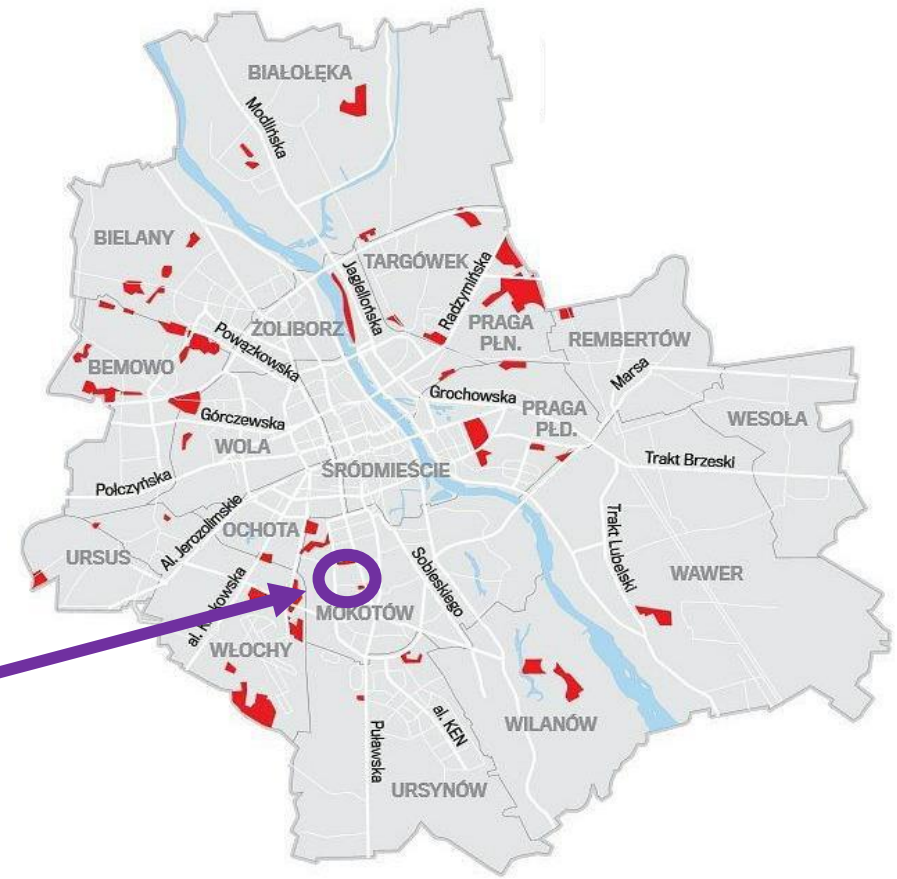 BIAŁOŁĘKA
Modlińska
BIELANY
TARGÓWEK
Jagiellońska
Radzymińska
ŻOLIBORZ
PRAGA
PŁN.
REMBERTÓW
Powązkowska
BEMOWO
Marsa
Grochowska
PRAGA
PŁD.
WESOŁA
Górczewska
WOLA
Trakt Brzeski
ŚRÓDMIEŚCIE
Połczyńska
Al. Jerozolimskie
OCHOTA
Trakt Lubelski
URSUS
Sobieskiego
WAWER
al. Krakowska
MOKOTÓW
WŁOCHY
WILANÓW
al. KEN
Puławska
URSYNÓW